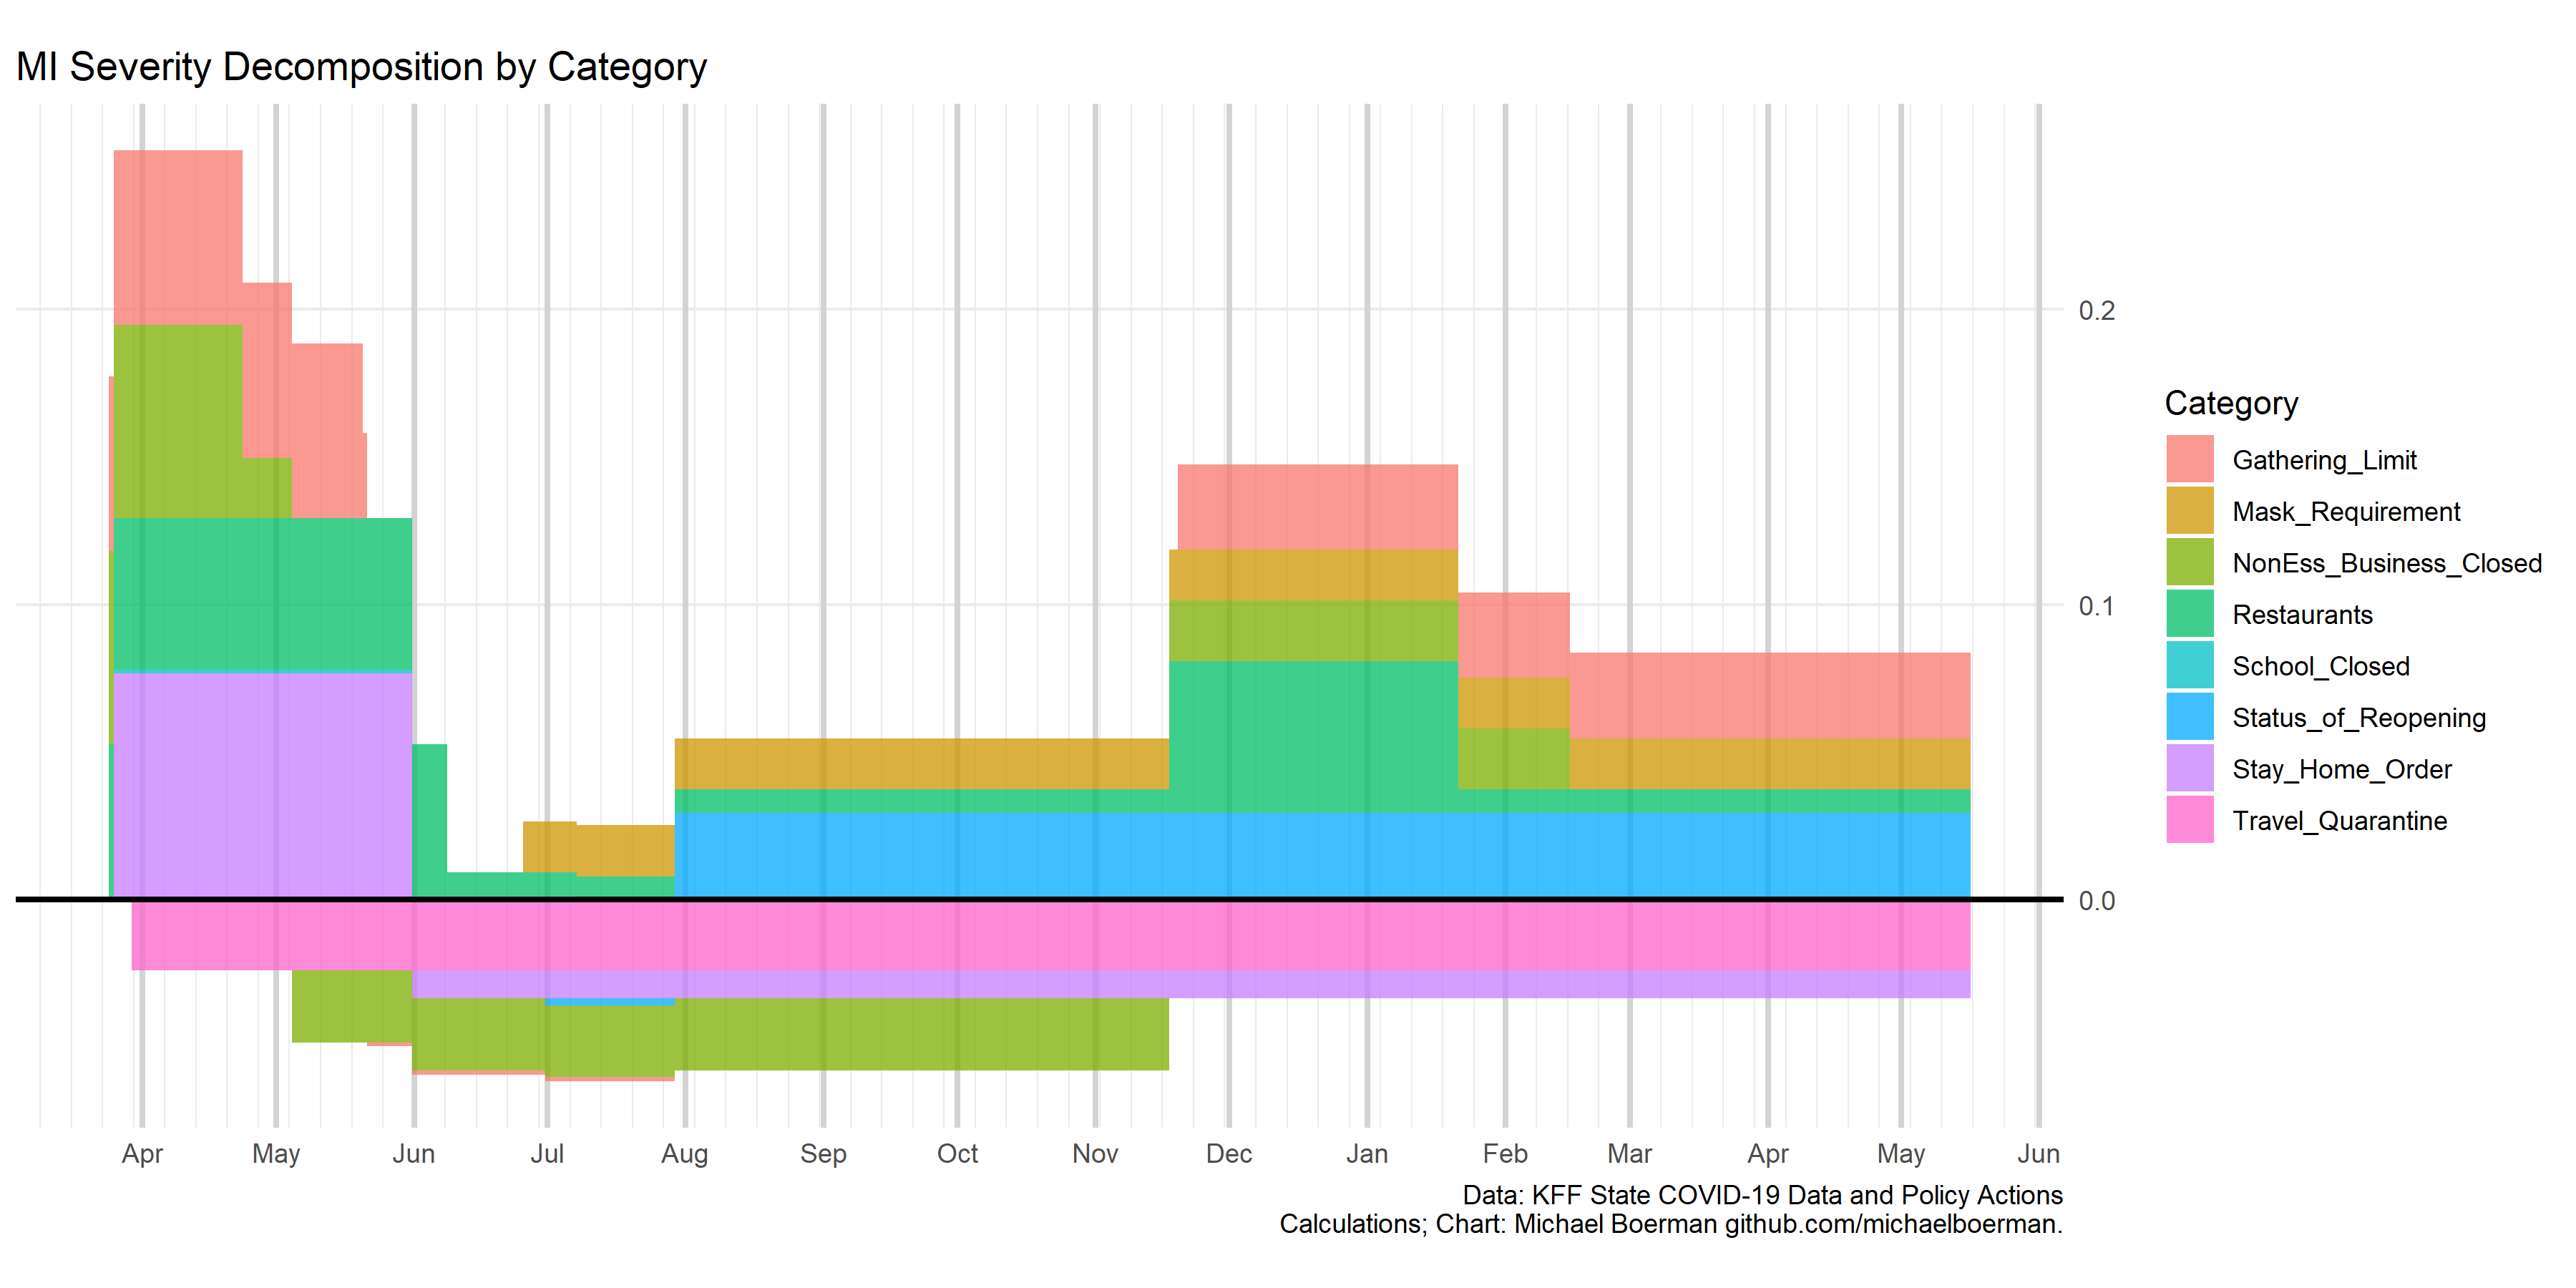 MI Severity Decomposition by Category
0.2
0.1
0.0
Category
Gathering_Limit
Mask_Requirement
NonEss_Business_Closed
Restaurants
School_Closed
Status_of_Reopening
Stay_Home_Order
Travel_Quarantine
Apr May Jun Jul Aug Sep Oct Nov Dec Jan Feb Mar Apr May Jun
Data: KFF State COVID-19 Data and Policy Actions
Calculations; Chart: Michael Boerman github.com/michaelboerman.